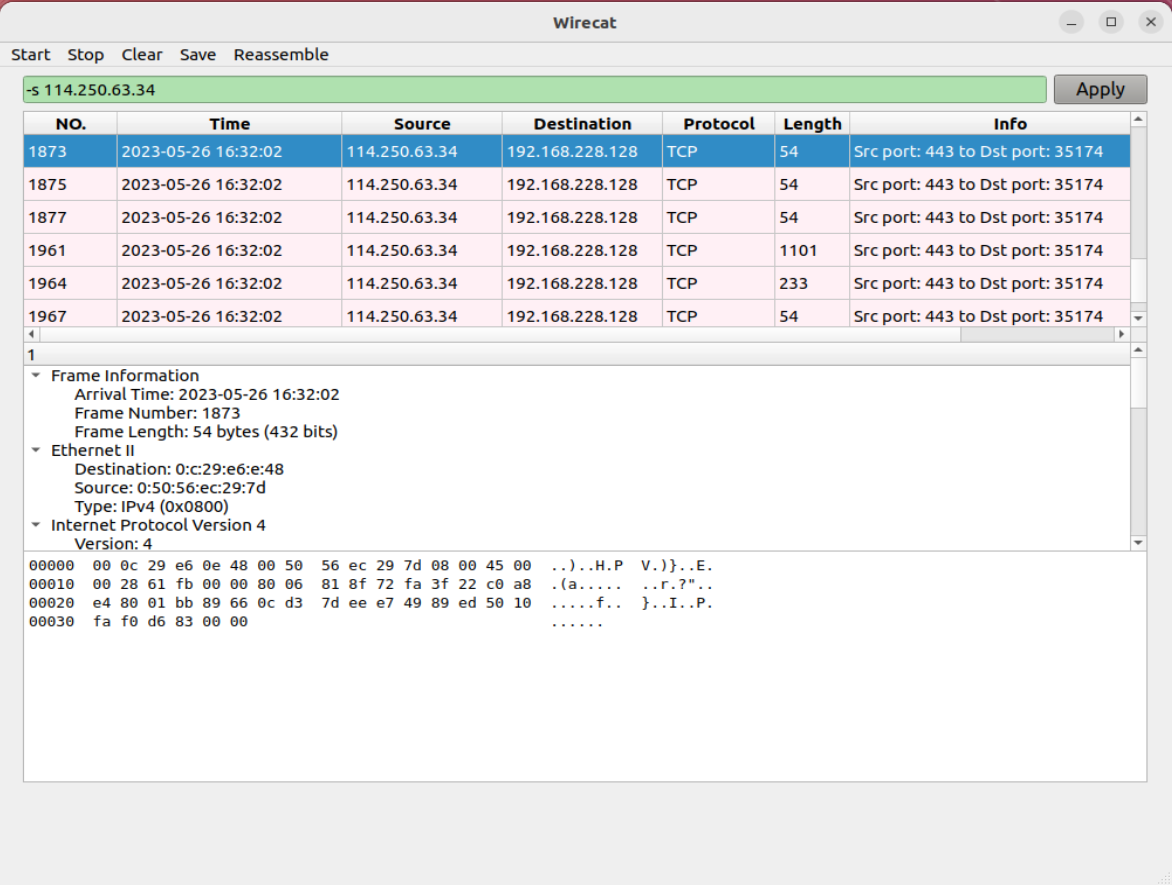 Wirecat
Start Stop Clear Save Reassemble
-s 114.250.63.34 Apply
NO. Time Source Destination Protocol Length Info
1873 2023-05-26 16:32:02 114.250.63.34 192.168.228.128 TCP 54 Src port: 443 to Dst port: 35174
1875 2023-05-26 16:32:02 114.250.63.34 192.168.228.128 TCP 54 Src port: 443 to Dst port: 35174
1877 2023-05-26 16:32:02 114.250.63.34 192.168.228.128 TCP 54 Src port: 443 to Dst port: 35174
1961 2023-05-26 16:32:02 114.250.63.34 192.168.228.128 TCP 1101 Src port: 443 to Dst port: 35174
1964 2023-05-26 16:32:02 114.250.63.34 192.168.228.128 TCP 233 Src port: 443 to Dst port: 35174
1967 2023-05-26 16:32:02 114.250.63.34 192.168.228.128 TCP 54 Src port: 443 to Dst port: 35174
1
Frame Information
Arrival Time: 2023-05-26 16:32:02
Frame Number: 1873
Frame Length: 54 bytes (432 bits)
Ethernet II
Destination: 0:c:29:e6:e:48
Source: 0:50:56:ec:29:7d
Type: IPv4 (0x0800)
Internet Protocol Version 4
Version: 4
00000 00 0c 29 e6 0e 48 00 50 56 ec 29 7d 08 00 45 00 ..)..H.P V.)}..E.
00010 00 28 61 fb 00 00 80 06 81 8f 72 fa 3f 22 c0 a8 .(a..... ..r.?"..
00020 e4 80 01 bb 89 66 0c d3 7d ee e7 49 89 ed 50 10 .....f.. }..I..P.
00030 fa f0 d6 83 00 00 ......